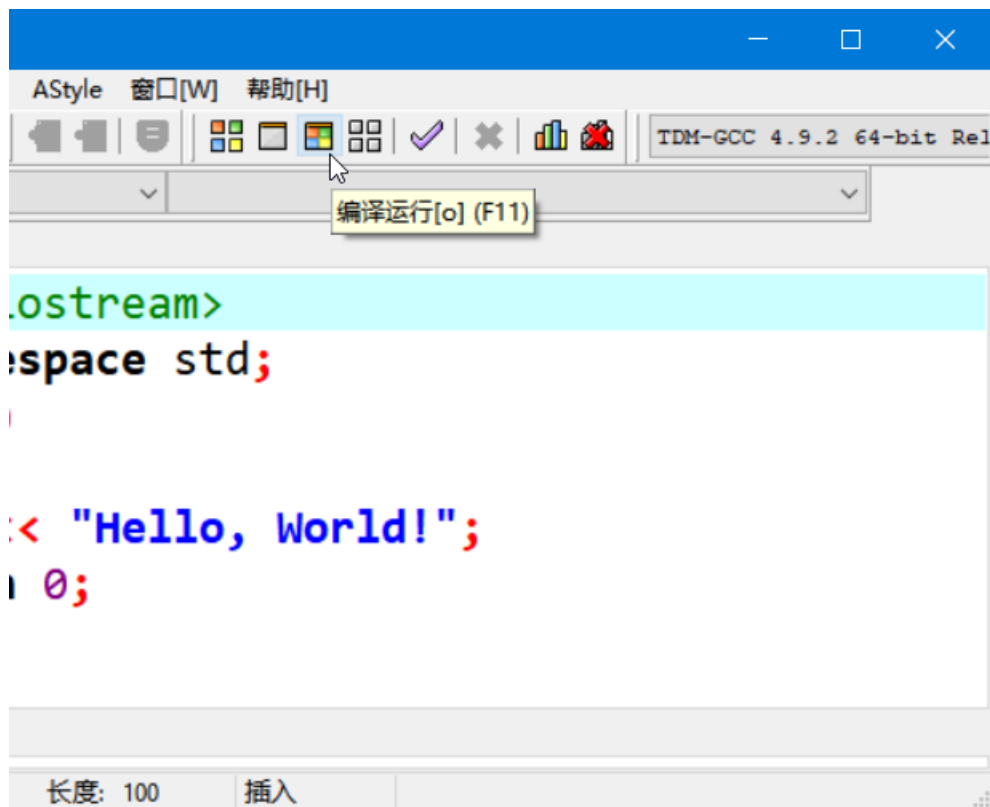 AStyle 窗口[W] 帮助[H]
TDM-GCC 4.9.2 64-bit Rel
编译运行[o] (F11)
ostream>
espace std;
< "Hello, World!";
0;
长度: 100 插入